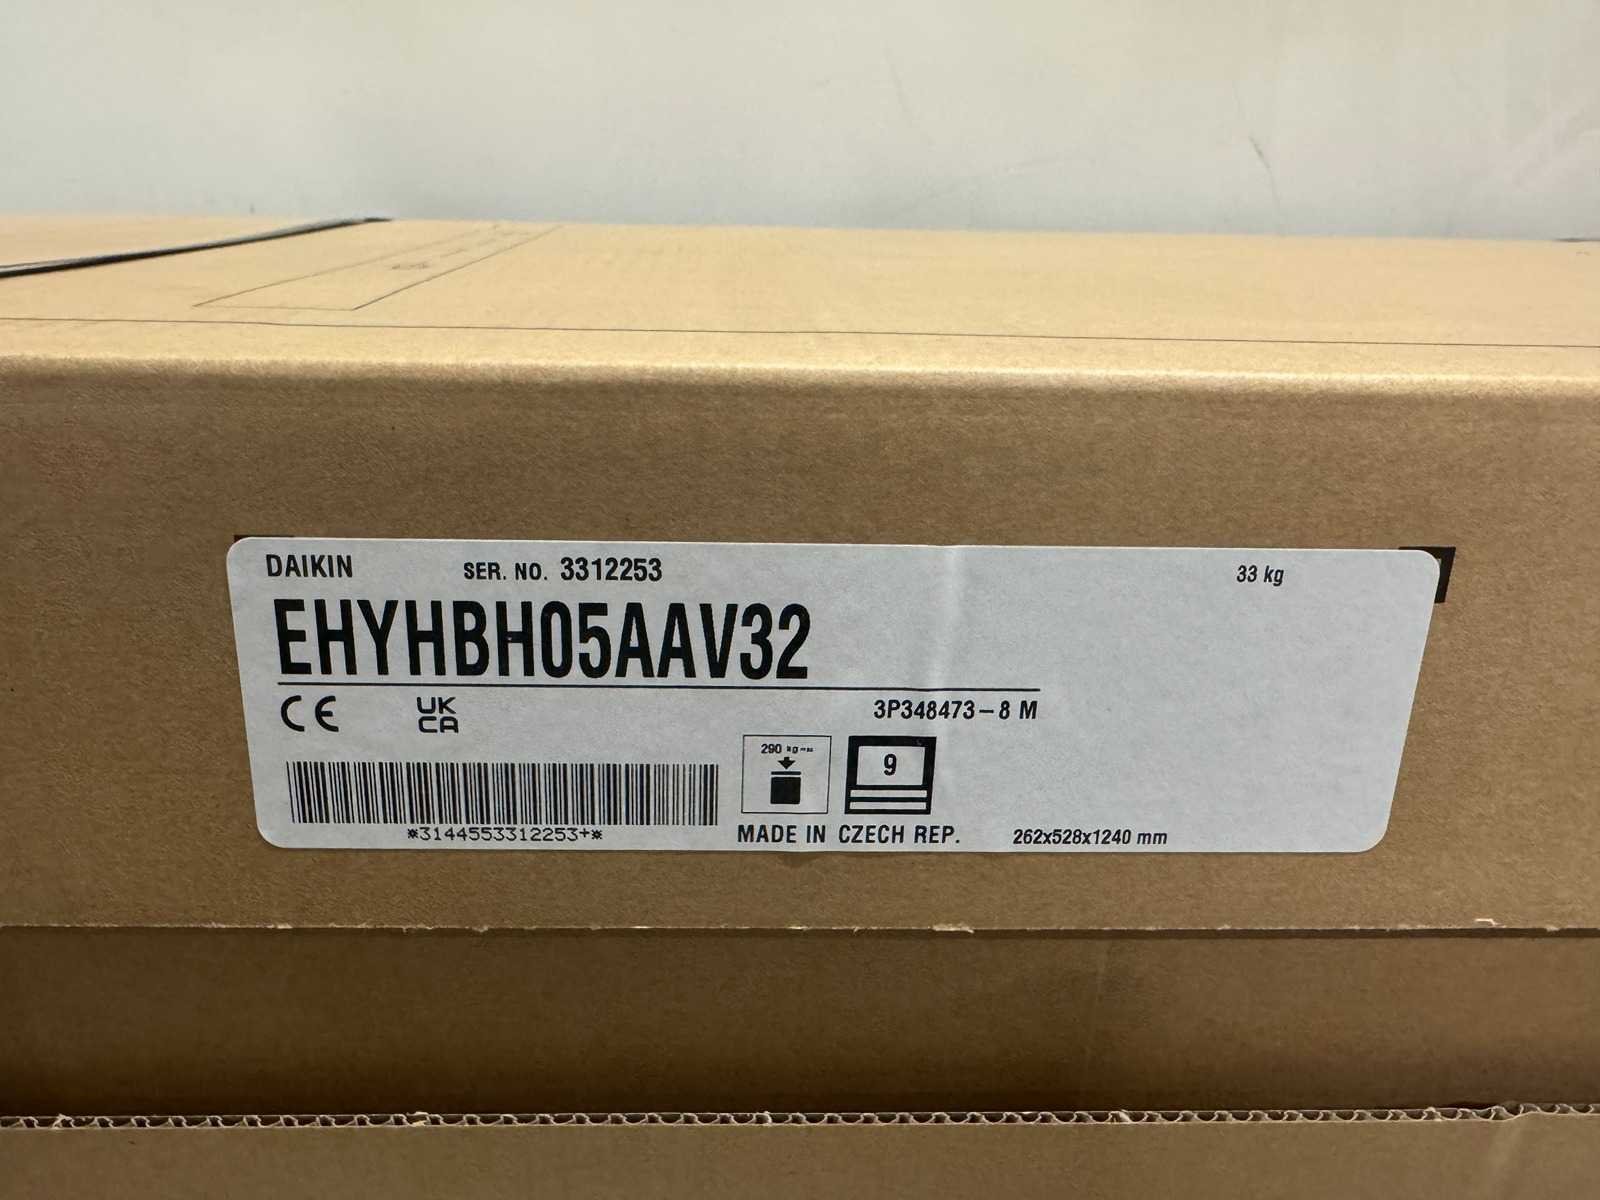 DAIKIN SER. NO. 3312253 33 kg
EHYHBH05AAV32
CE UK CA 3P348473-8 M
290 kg max 9
*3144553312253+*
MADE IN CZECH REP. 262x528x1240 mm